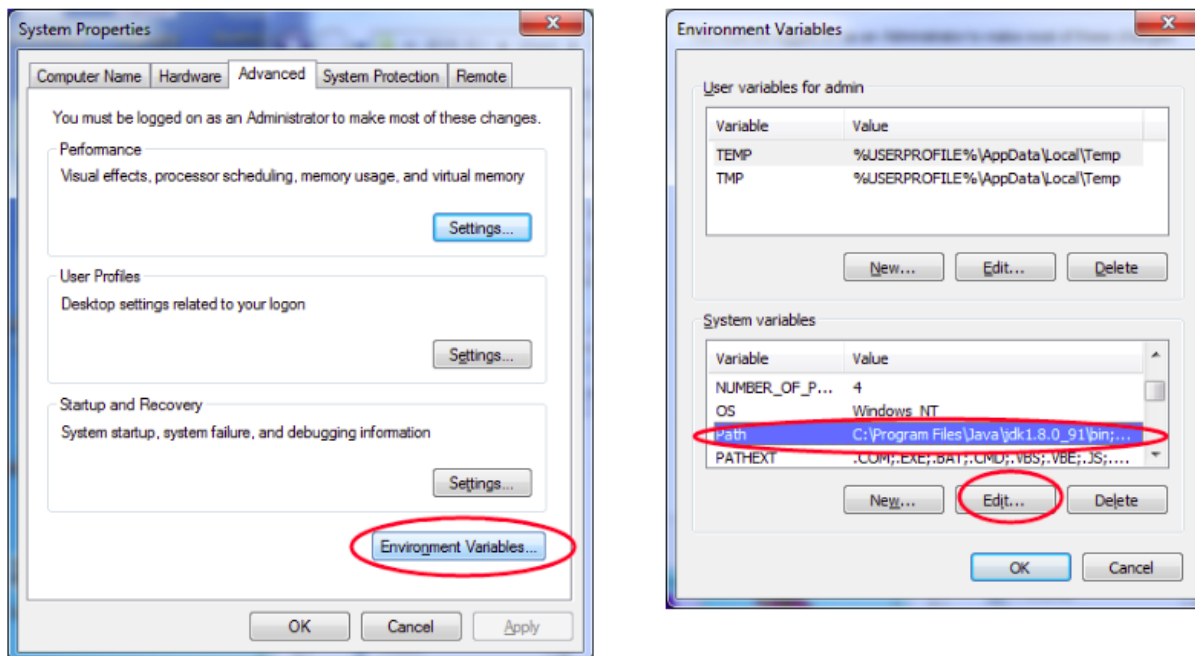 System Properties
Computer Name Hardware Advanced System Protection Remote
You must be logged on as an Administrator to make most of these changes.
Performance
Visual effects, processor scheduling, memory usage, and virtual memory
Settings...
User Profiles
Desktop settings related to your logon
Settings...
Startup and Recovery
System startup, system failure, and debugging information
Settings...
Environment Variables...
OK Cancel Apply
Environment Variables
User variables for admin
Variable Value
TEMP %USERPROFILE%\AppData\Local\Temp
TMP %USERPROFILE%\AppData\Local\Temp
New... Edit... Delete
System variables
Variable Value
NUMBER_OF_P... 4
OS Windows_NT
Path C:\Program Files\Java\jdk1.8.0_91\bin;...
PATHEXT .COM;.EXE;.BAT;.CMD;.VBS;.VBE;.JS;....
New... Edit... Delete
OK Cancel